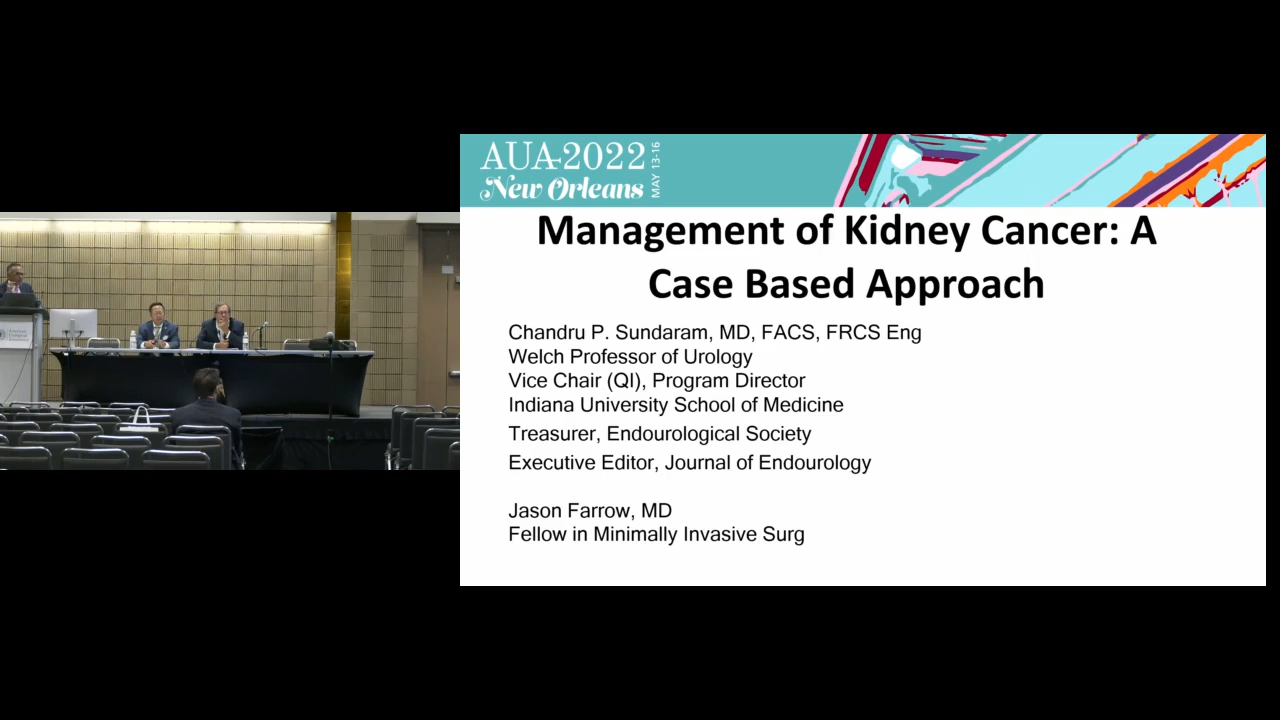 AUA2022
New Orleans
MAY 13-16
Management of Kidney Cancer: A
Case Based Approach
Chandru P. Sundaram, MD, FACS, FRCS Eng
Welch Professor of Urology
Vice Chair (QI), Program Director
Indiana University School of Medicine
Treasurer, Endourological Society
Executive Editor, Journal of Endourology
Jason Farrow, MD
Fellow in Minimally Invasive Surg